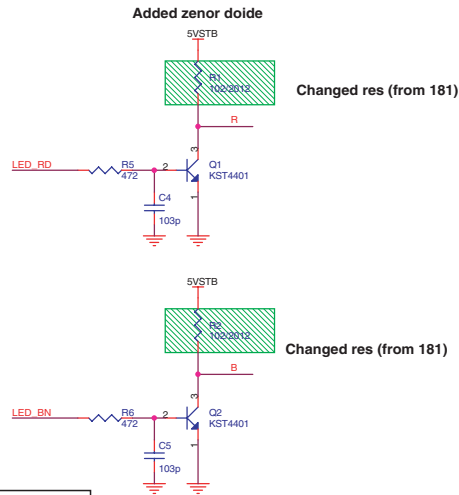 Added zenor doide
5VSTB
R1
102/2012
Changed res (from 181)
R
3
LED_RD
R5
472
2
Q1
KST4401
C4
103p
1
5VSTB
R2
102/2012
Changed res (from 181)
B
3
LED_BN
R6
472
2
Q2
KST4401
C5
103p
1